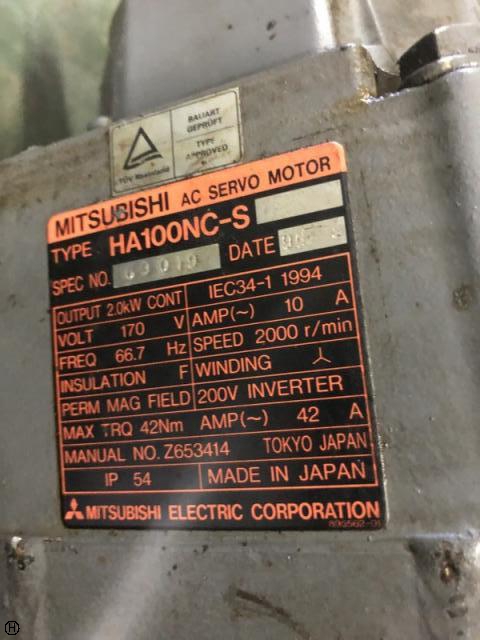 BAUART
GEPRÜFT
TÜV Rheinland
TYPE
APPROVED
MITSUBISHI AC SERVO MOTOR
TYPE HA100NC-S
SPEC NO. DATE
OUTPUT 2.0kW CONT IEC34-1 1994
VOLT 170 V AMP(~) 10 A
FREQ 66.7 Hz SPEED 2000 r/min
INSULATION F WINDING
PERM MAG FIELD 200V INVERTER
MAX TRQ 42Nm AMP(~) 42 A
MANUAL NO. Z653414 TOKYO JAPAN
IP 54 MADE IN JAPAN
MITSUBISHI ELECTRIC CORPORATION
H